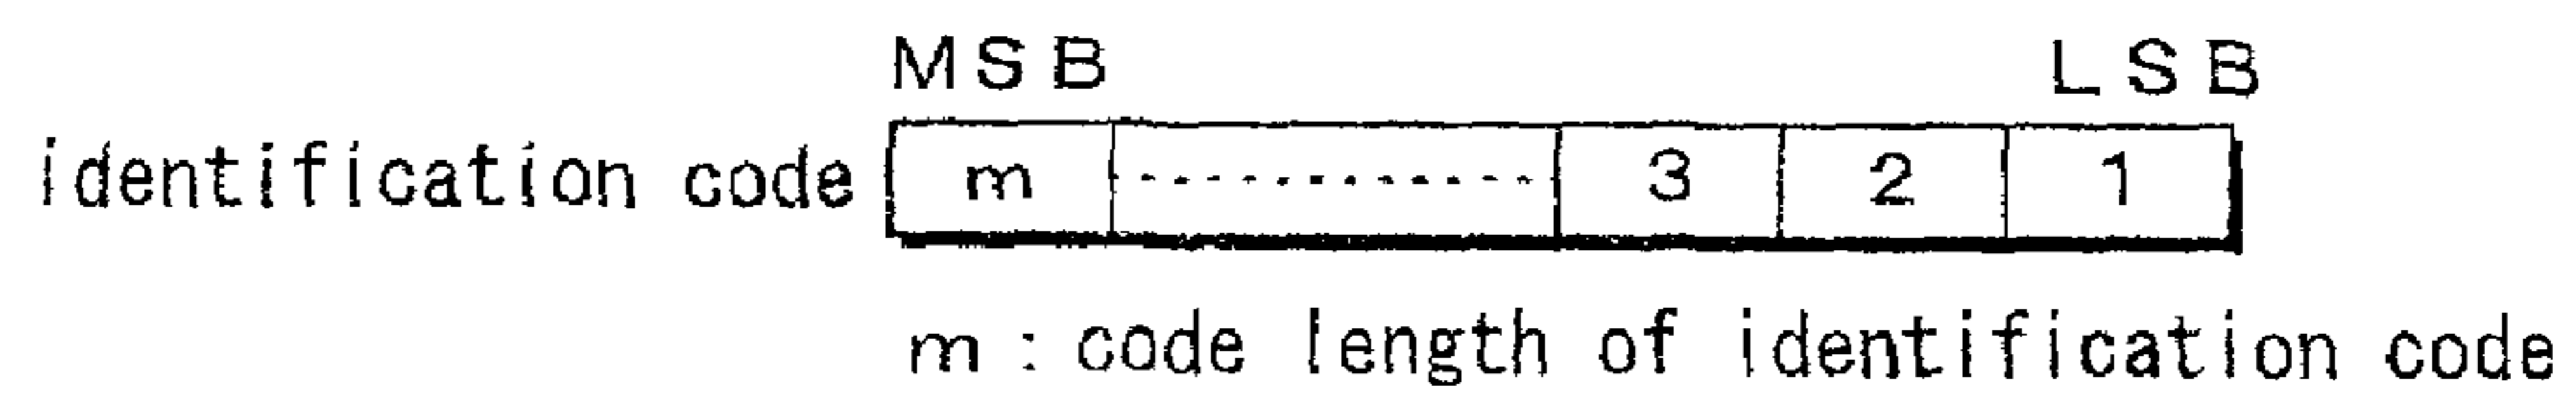 MSB LSB
identification code m ............ 3 2 1
m : code length of identification code